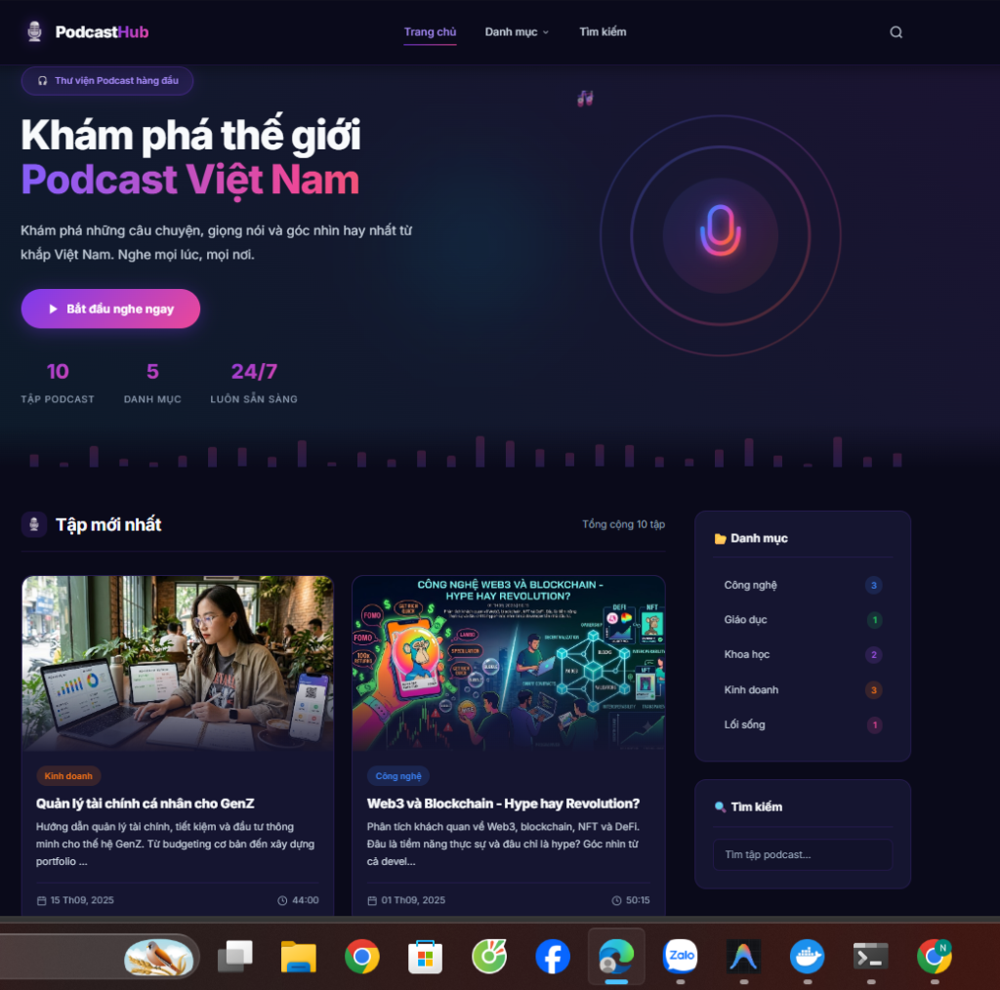 PodcastHub
Trang chủ
Danh mục
Tìm kiếm
Thư viện Podcast hàng đầu
Khám phá thế giới
Podcast Việt Nam
Khám phá những câu chuyện, giọng nói và góc nhìn hay nhất từ
khắp Việt Nam. Nghe mọi lúc, mọi nơi.
Bắt đầu nghe ngay
10
TẬP PODCAST
5
DANH MỤC
24/7
LUÔN SẴN SÀNG
Tập mới nhất
Tổng cộng 10 tập
CÔNG NGHỆ WEB3 VÀ BLOCKCHAIN -
HYPE HAY REVOLUTION?
FOMO
FOMO
DEFI
NFT
Kinh doanh
Quản lý tài chính cá nhân cho GenZ
Hướng dẫn quản lý tài chính, tiết kiệm và đầu tư thông
minh cho thế hệ GenZ. Từ budgeting cơ bản đến xây dựng
portfolio ...
15 Th09, 2025
44:00
Công nghệ
Web3 và Blockchain - Hype hay Revolution?
Phân tích khách quan về Web3, blockchain, NFT và DeFi.
Đâu là tiềm năng thực sự và đâu chỉ là hype? Góc nhìn từ
cả devel...
01 Th09, 2025
50:15
Danh mục
Công nghệ 3
Giáo dục 1
Khoa học 2
Kinh doanh 3
Lối sống 1
Tìm kiếm
Tìm tập podcast...
Zalo
N